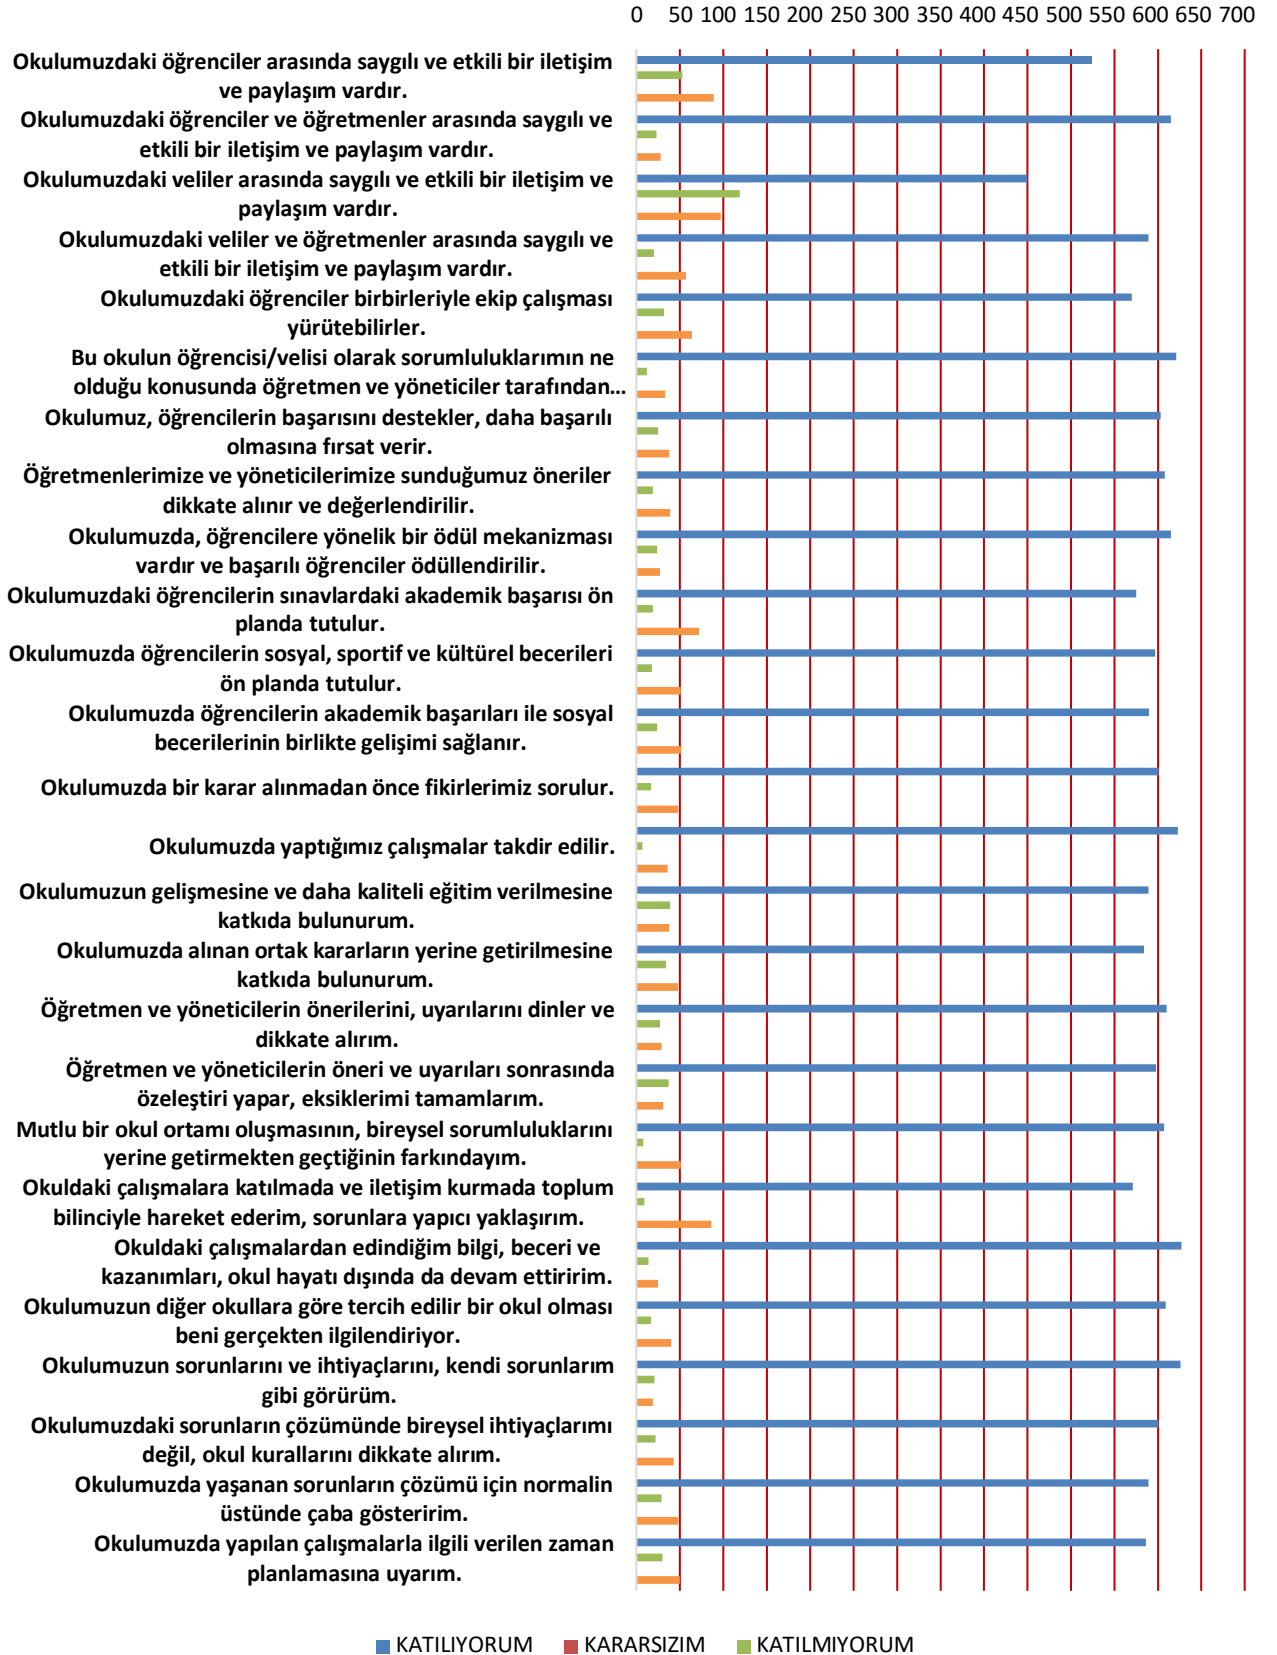 0 50 100 150 200 250 300 350 400 450 500 550 600 650 700
Okulumuzdaki öğrenciler arasında saygılı ve etkili bir iletişim
ve paylaşım vardır.
Okulumuzdaki öğrenciler ve öğretmenler arasında saygılı ve
etkili bir iletişim ve paylaşım vardır.
Okulumuzdaki veliler arasında saygılı ve etkili bir iletişim ve
paylaşım vardır.
Okulumuzdaki veliler ve öğretmenler arasında saygılı ve
etkili bir iletişim ve paylaşım vardır.
Okulumuzdaki öğrenciler birbirleriyle ekip çalışması
yürütebilirler.
Bu okulun öğrencisi/velisi olarak sorumluluklarımın ne
olduğu konusunda öğretmen ve yöneticiler tarafından…
Okulumuz, öğrencilerin başarısını destekler, daha başarılı
olmasına fırsat verir.
Öğretmenlerimize ve yöneticilerimize sunduğumuz öneriler
dikkate alınır ve değerlendirilir.
Okulumuzda, öğrencilere yönelik bir ödül mekanizması
vardır ve başarılı öğrenciler ödüllendirilir.
Okulumuzdaki öğrencilerin sınavlardaki akademik başarısı ön
planda tutulur.
Okulumuzda öğrencilerin sosyal, sportif ve kültürel becerileri
ön planda tutulur.
Okulumuzda öğrencilerin akademik başarıları ile sosyal
becerilerinin birlikte gelişimi sağlanır.
Okulumuzda bir karar alınmadan önce fikirlerimiz sorulur.
Okulumuzda yaptığımız çalışmalar takdir edilir.
Okulumuzun gelişmesine ve daha kaliteli eğitim verilmesine
katkıda bulunurum.
Okulumuzda alınan ortak kararların yerine getirilmesine
katkıda bulunurum.
Öğretmen ve yöneticilerin önerilerini, uyarılarını dinler ve
dikkate alırım.
Öğretmen ve yöneticilerin öneri ve uyarıları sonrasında
özeleştiri yapar, eksiklerimi tamamlarım.
Mutlu bir okul ortamı oluşmasının, bireysel sorumluluklarını
yerine getirmekten geçtiğinin farkındayım.
Okuldaki çalışmalara katılmada ve iletişim kurmada toplum
bilinciyle hareket ederim, sorunlara yapıcı yaklaşırım.
Okuldaki çalışmalardan edindiğim bilgi, beceri ve
kazanımları, okul hayatı dışında da devam ettiririm.
Okulumuzun diğer okullara göre tercih edilir bir okul olması
beni gerçekten ilgilendiriyor.
Okulumuzun sorunlarını ve ihtiyaçlarını, kendi sorunlarım
gibi görürüm.
Okulumuzdaki sorunların çözümünde bireysel ihtiyaçlarımı
değil, okul kurallarını dikkate alırım.
Okulumuzda yaşanan sorunların çözümü için normalin
üstünde çaba gösteririm.
Okulumuzda yapılan çalışmalarla ilgili verilen zaman
planlamasına uyarım.
KATILIYORUM KARARSIZIM KATILMIYORUM